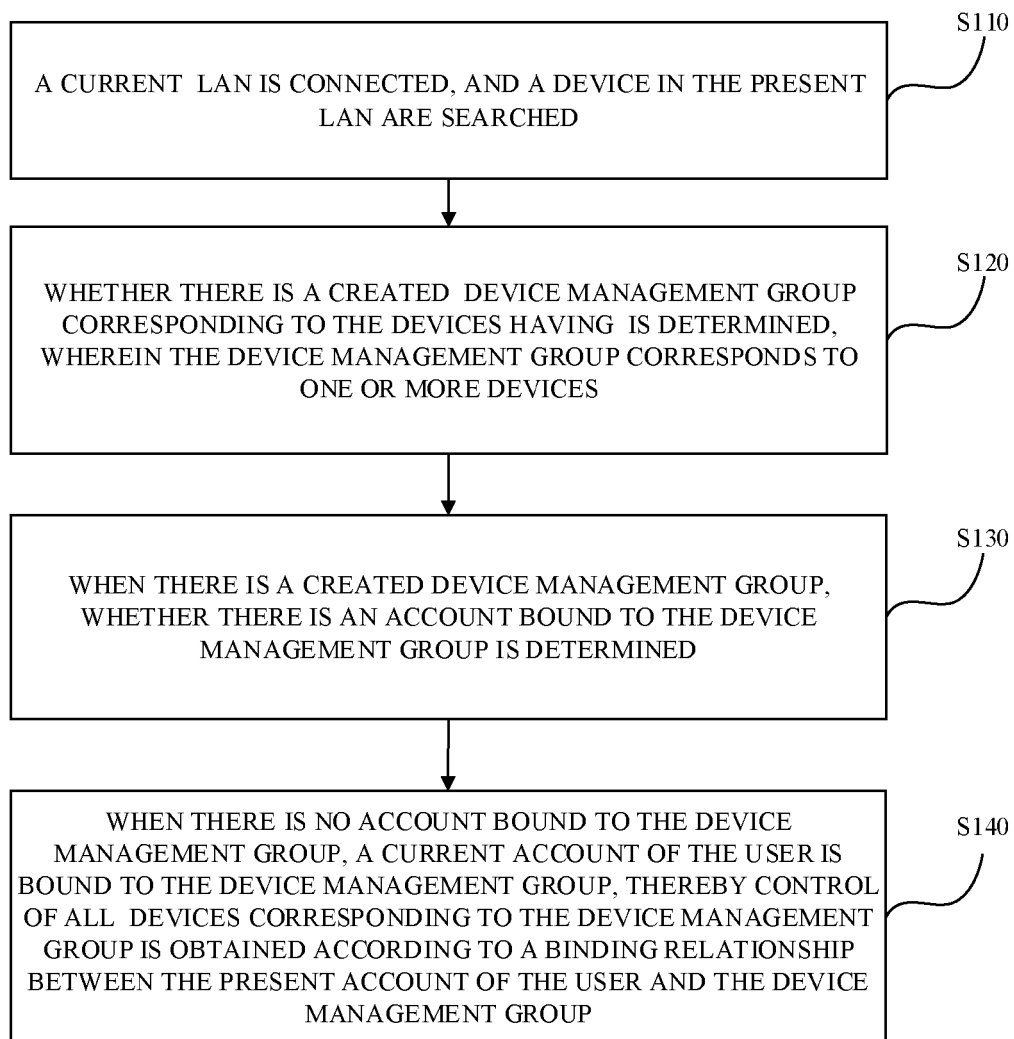 S110
A CURRENT LAN IS CONNECTED, AND A DEVICE IN THE PRESENT
LAN ARE SEARCHED
S120
WHETHER THERE IS A CREATED DEVICE MANAGEMENT GROUP
CORRESPONDING TO THE DEVICES HAVING IS DETERMINED,
WHEREIN THE DEVICE MANAGEMENT GROUP CORRESPONDS TO
ONE OR MORE DEVICES
S130
WHEN THERE IS A CREATED DEVICE MANAGEMENT GROUP,
WHETHER THERE IS AN ACCOUNT BOUND TO THE DEVICE
MANAGEMENT GROUP IS DETERMINED
S140
WHEN THERE IS NO ACCOUNT BOUND TO THE DEVICE
MANAGEMENT GROUP, A CURRENT ACCOUNT OF THE USER IS
BOUND TO THE DEVICE MANAGEMENT GROUP, THEREBY CONTROL
OF ALL DEVICES CORRESPONDING TO THE DEVICE MANAGEMENT
GROUP IS OBTAINED ACCORDING TO A BINDING RELATIONSHIP
BETWEEN THE PRESENT ACCOUNT OF THE USER AND THE DEVICE
MANAGEMENT GROUP